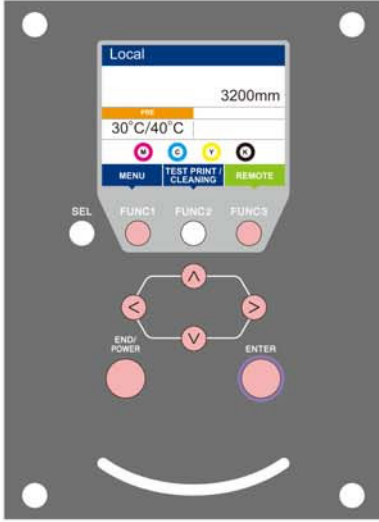 Local
3200mm
PRE
30°C/40°C
M C Y K
MENU TEST PRINT / CLEANING REMOTE
SEL FUNC1 FUNC2 FUNC3
< ∧ > ∨
END/
POWER
ENTER